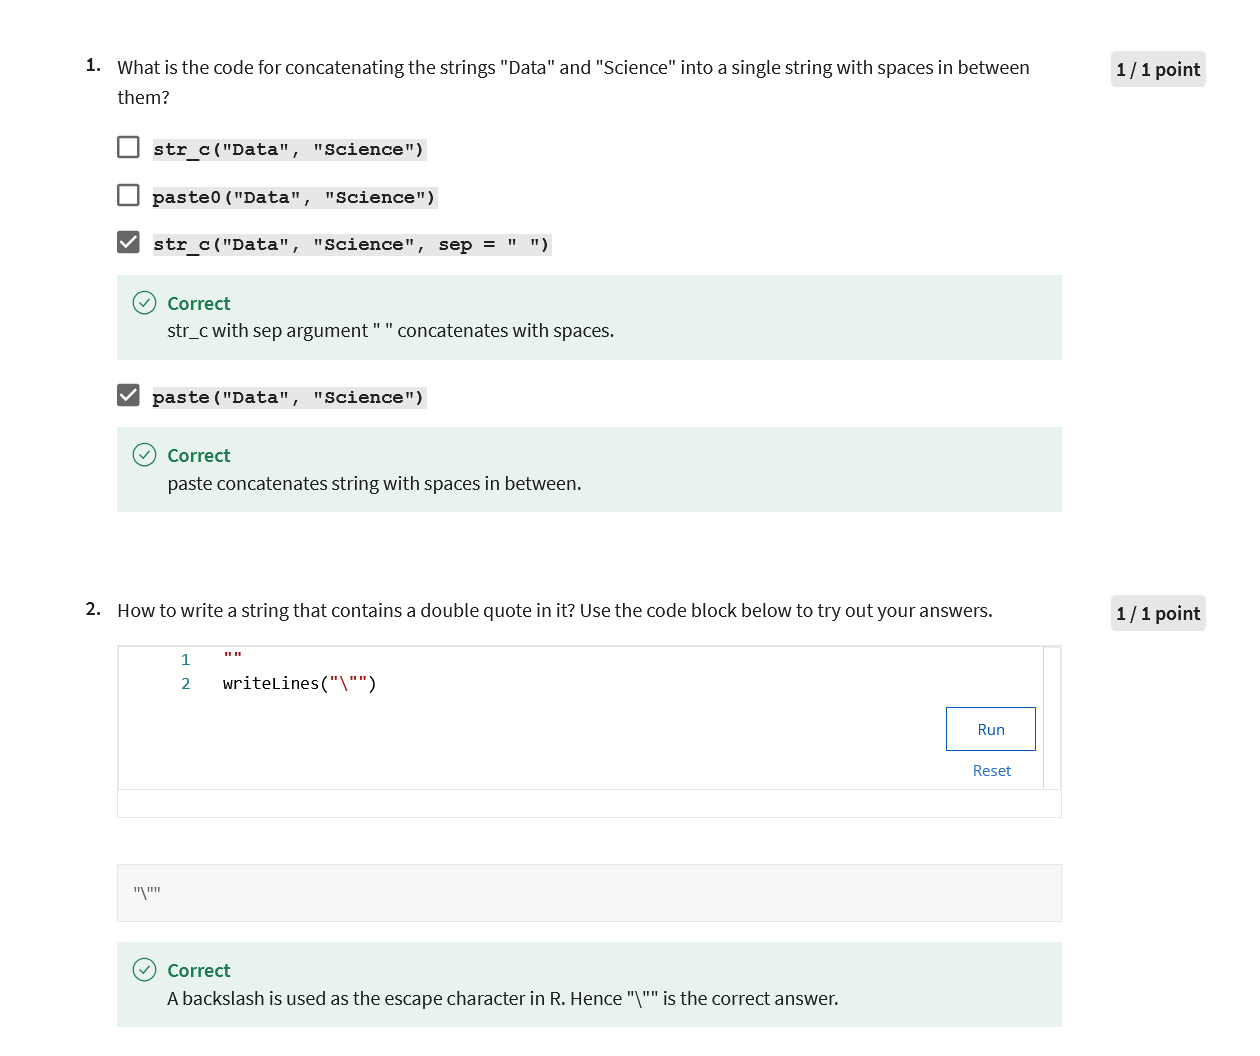 1. What is the code for concatenating the strings "Data" and "Science" into a single string with spaces in between
them?
1 / 1 point
str_c("Data", "Science")
paste0("Data", "Science")
str_c("Data", "Science", sep = " ")
Correct
str_c with sep argument " " concatenates with spaces.
paste("Data", "Science")
Correct
paste concatenates string with spaces in between.
2. How to write a string that contains a double quote in it? Use the code block below to try out your answers.
1 / 1 point
1 ""
2 writeLines("\"")
Run
Reset
"\""
Correct
A backslash is used as the escape character in R. Hence "\"" is the correct answer.